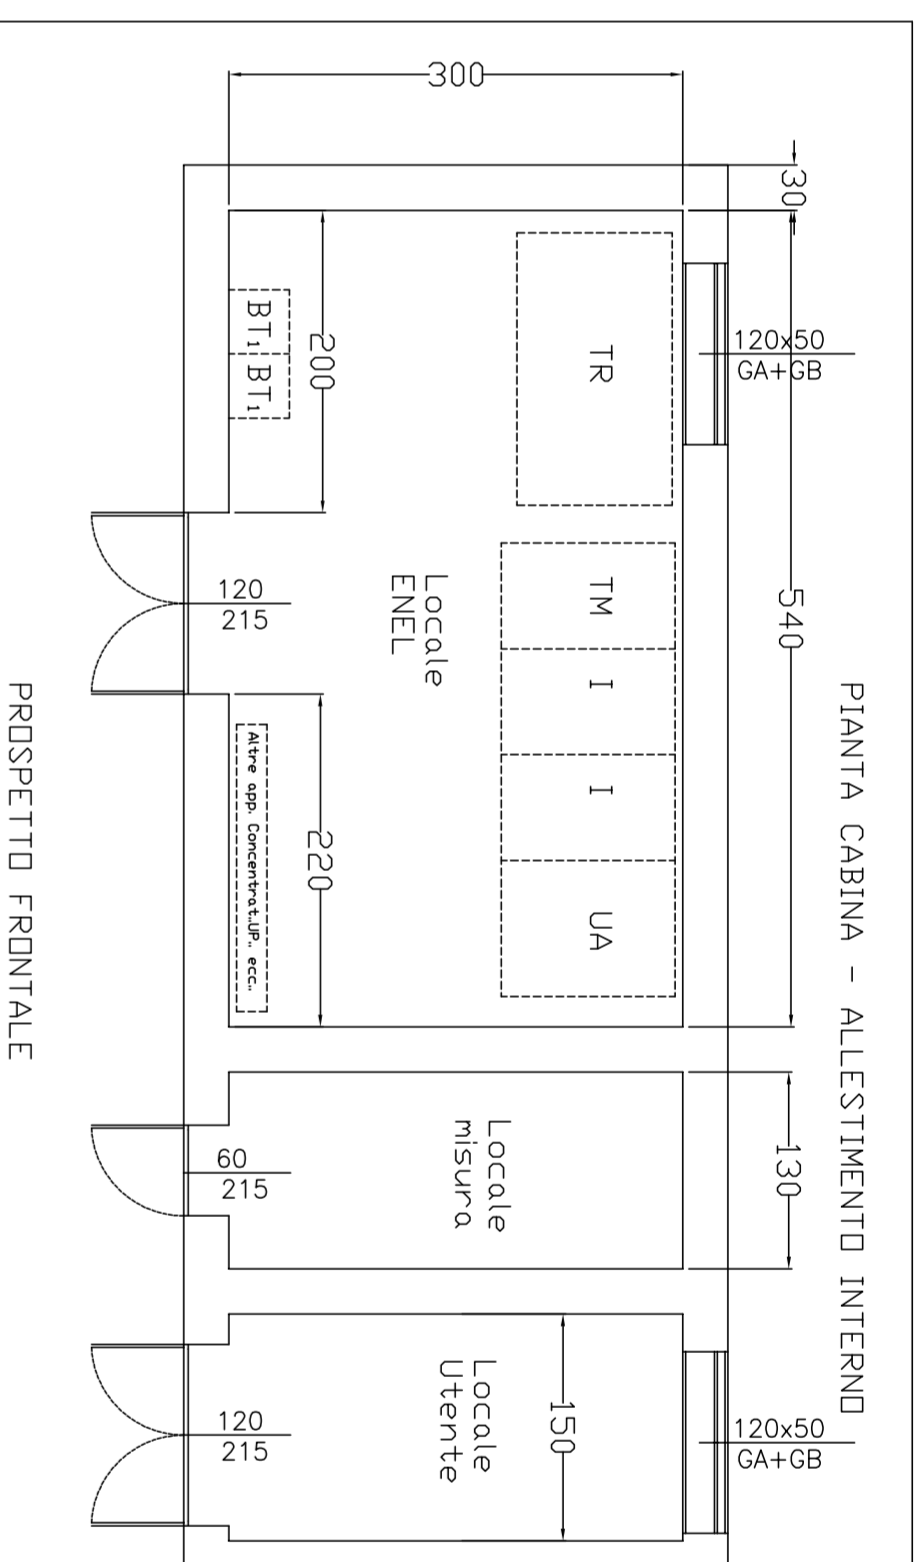 PIANTA CABINA - ALLESTIMENTO INTERNO
30
540
130
120x50
GA+GB
120x50
GA+GB
300
TR
TM
I
I
UA
Locale
ENEL
Locale
misura
Locale
Utente
150
200
220
BT1
BT1
Altre app. Concentrat.,UP., ecc..
120
215
60
215
120
215
PROSPETTO FRONTALE